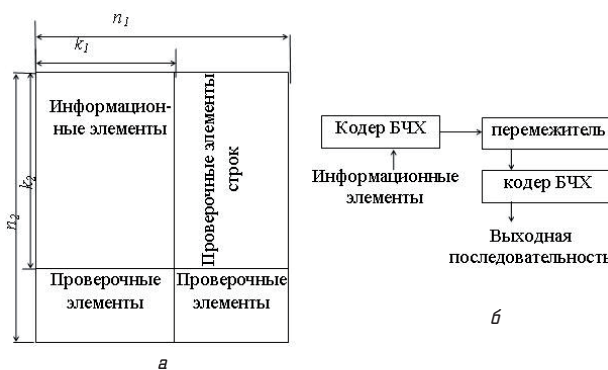 n₁
k₁
Информацион-
ные элементы
Проверочные элементы
строк
k₂
n₂
Проверочные
элементы
Проверочные
элементы
а
Кодер БЧХ
перемежитель
Информационные
элементы
кодер БЧХ
Выходная
последовательность
б